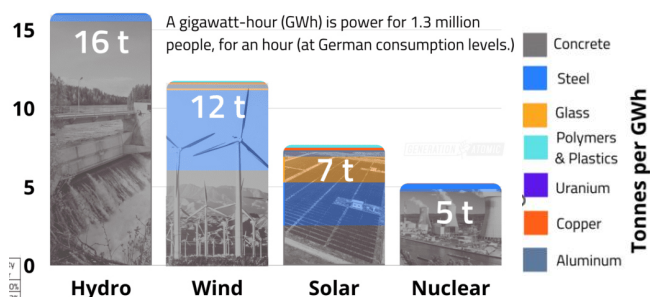 A gigawatt-hour (GWh) is power for 1.3 million
people, for an hour (at German consumption levels.)
15
10
5
0
16 t
12 t
7 t
5 t
Hydro
Wind
Solar
Nuclear
Concrete
Steel
Glass
Polymers
& Plastics
Uranium
Copper
Aluminum
Tonnes per GWh
GENERATION ATOMIC